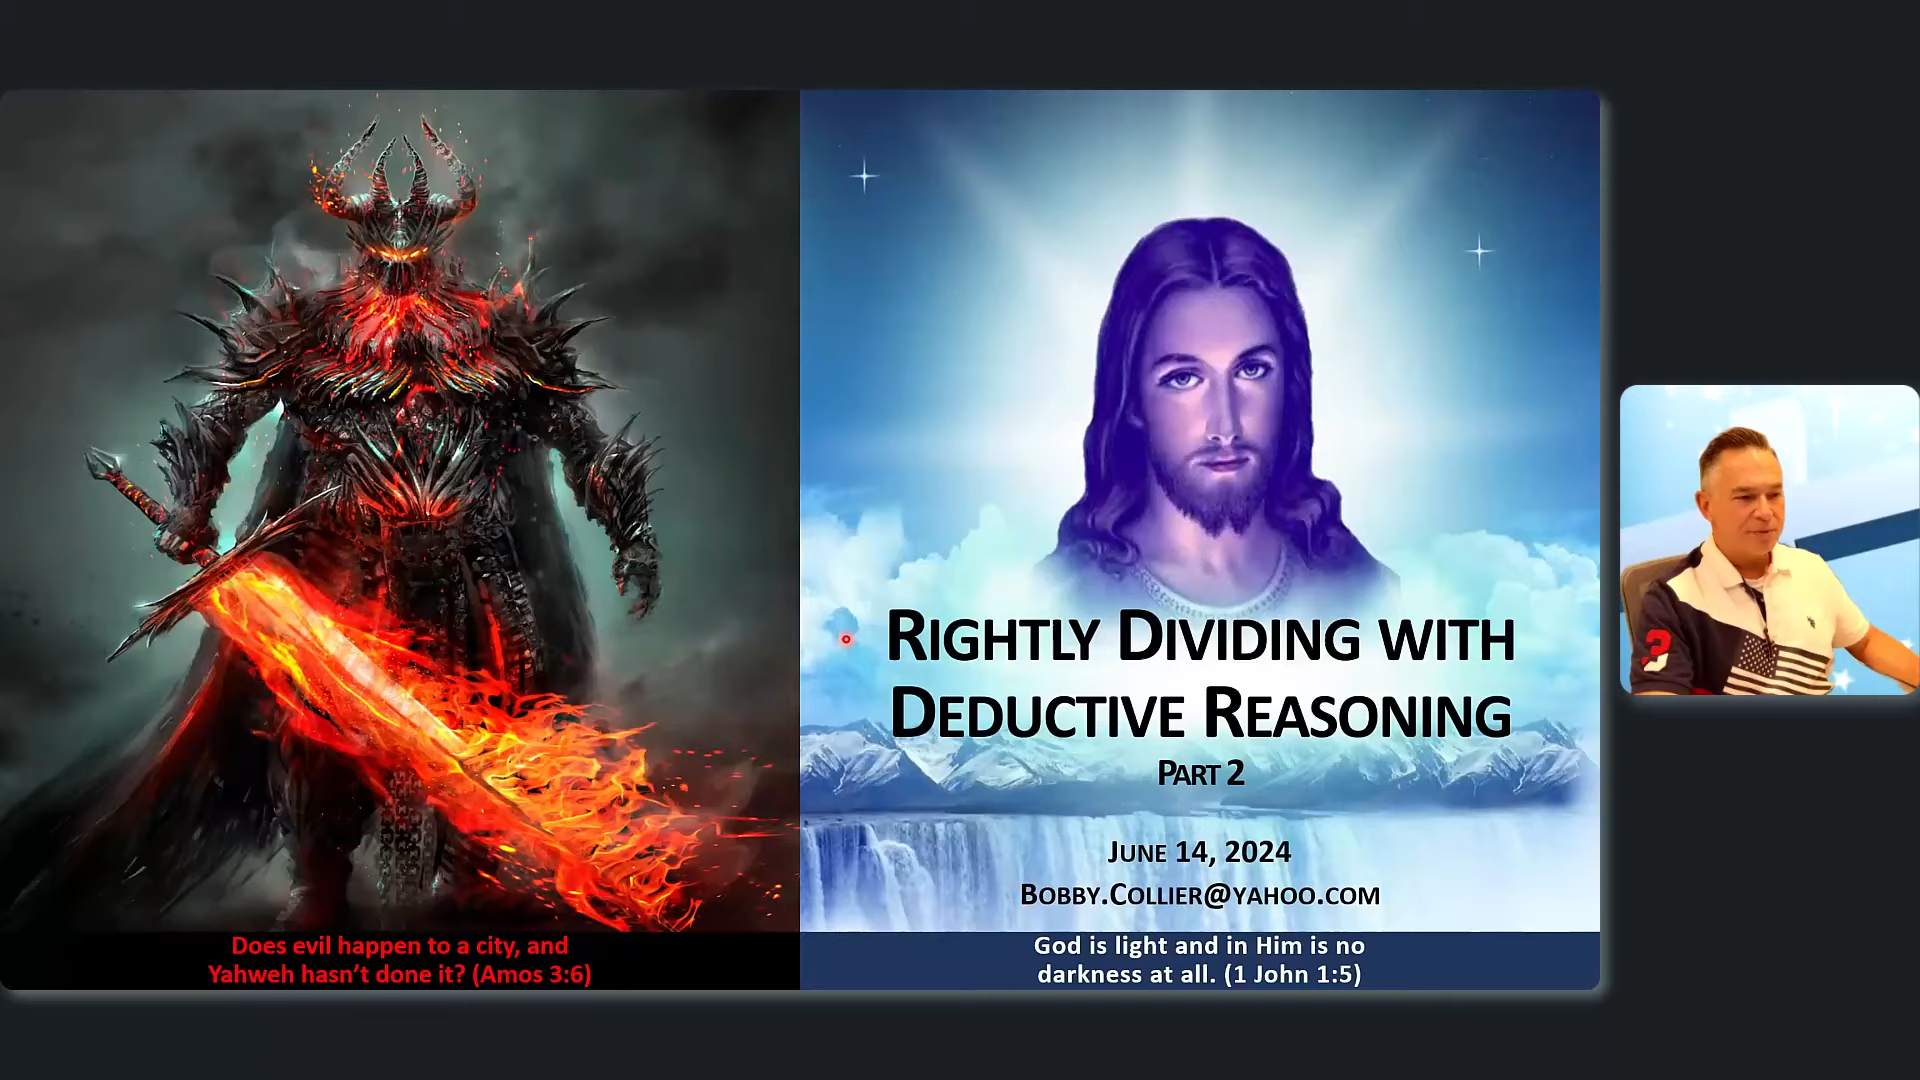 RIGHTLY DIVIDING WITH
DEDUCTIVE REASONING
PART 2
JUNE 14, 2024
BOBBY.COLLIER@YAHOO.COM
Does evil happen to a city, and
Yahweh hasn’t done it? (Amos 3:6)
God is light and in Him is no
darkness at all. (1 John 1:5)
3